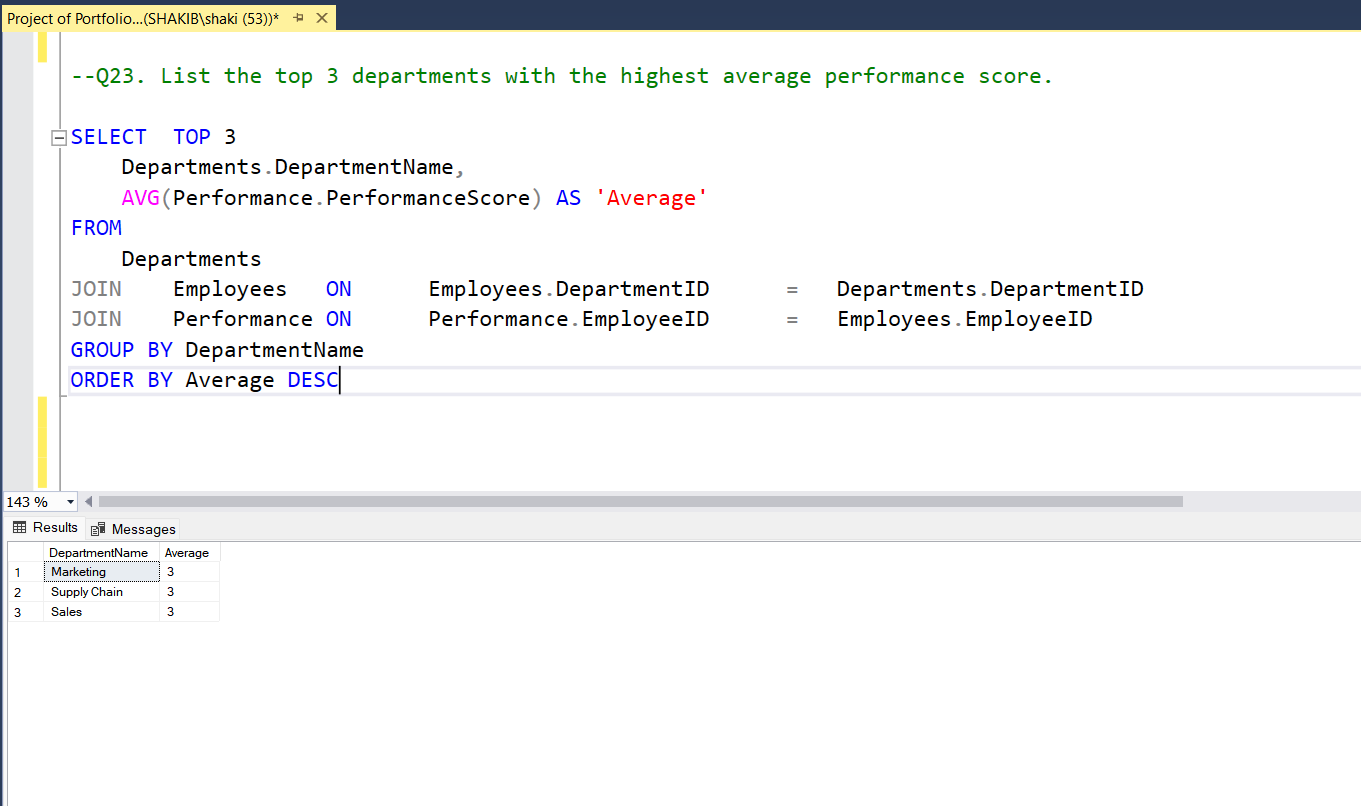 Project of Portfolio...(SHAKIB\shaki (53))*
--Q23. List the top 3 departments with the highest average performance score.
SELECT  TOP 3
    Departments.DepartmentName,
    AVG(Performance.PerformanceScore) AS 'Average'
FROM
    Departments
JOIN    Employees   ON      Employees.DepartmentID      =   Departments.DepartmentID
JOIN    Performance ON      Performance.EmployeeID      =   Employees.EmployeeID
GROUP BY DepartmentName
ORDER BY Average DESC
143 %
Results Messages
DepartmentName Average
1 Marketing 3
2 Supply Chain 3
3 Sales 3